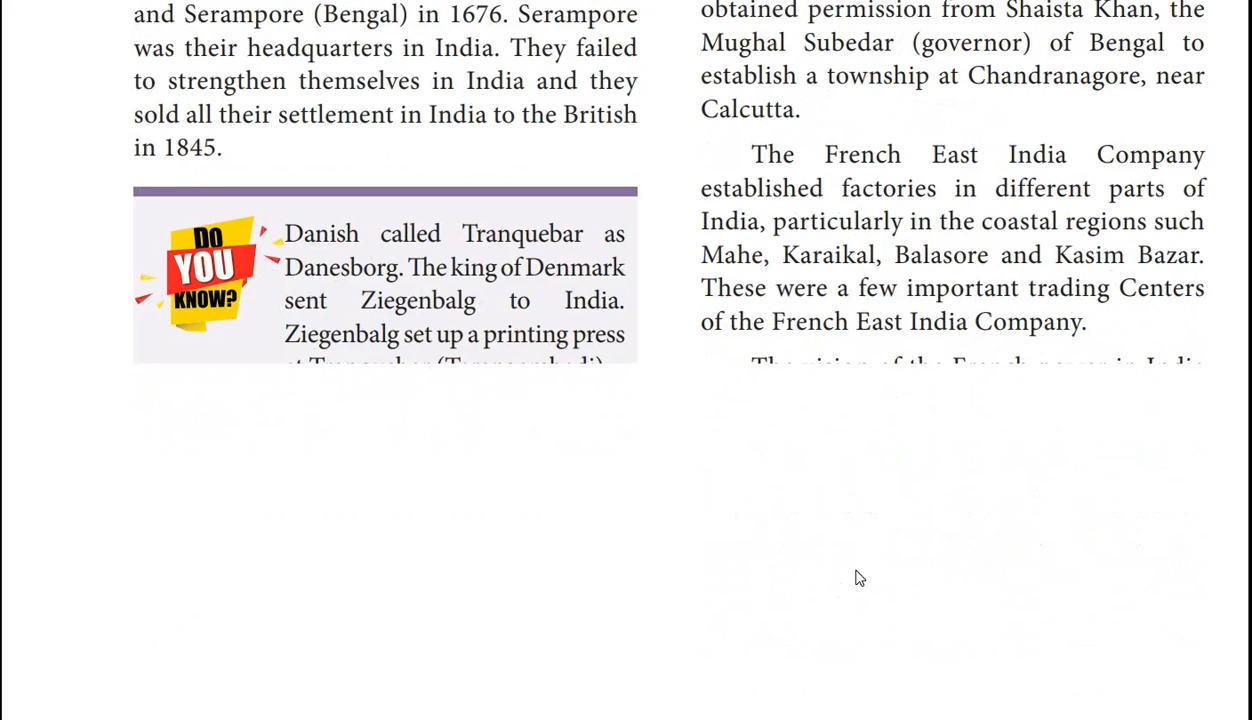 and Serampore (Bengal) in 1676. Serampore
was their headquarters in India. They failed
to strengthen themselves in India and they
sold all their settlement in India to the British
in 1845.
DO
YOU
KNOW?
Danish called Tranquebar as
Danesborg. The king of Denmark
sent Ziegenbalg to India.
Ziegenbalg set up a printing press
obtained permission from Shaista Khan, the
Mughal Subedar (governor) of Bengal to
establish a township at Chandranagore, near
Calcutta.
The French East India Company
established factories in different parts of
India, particularly in the coastal regions such
Mahe, Karaikal, Balasore and Kasim Bazar.
These were a few important trading Centers
of the French East India Company.